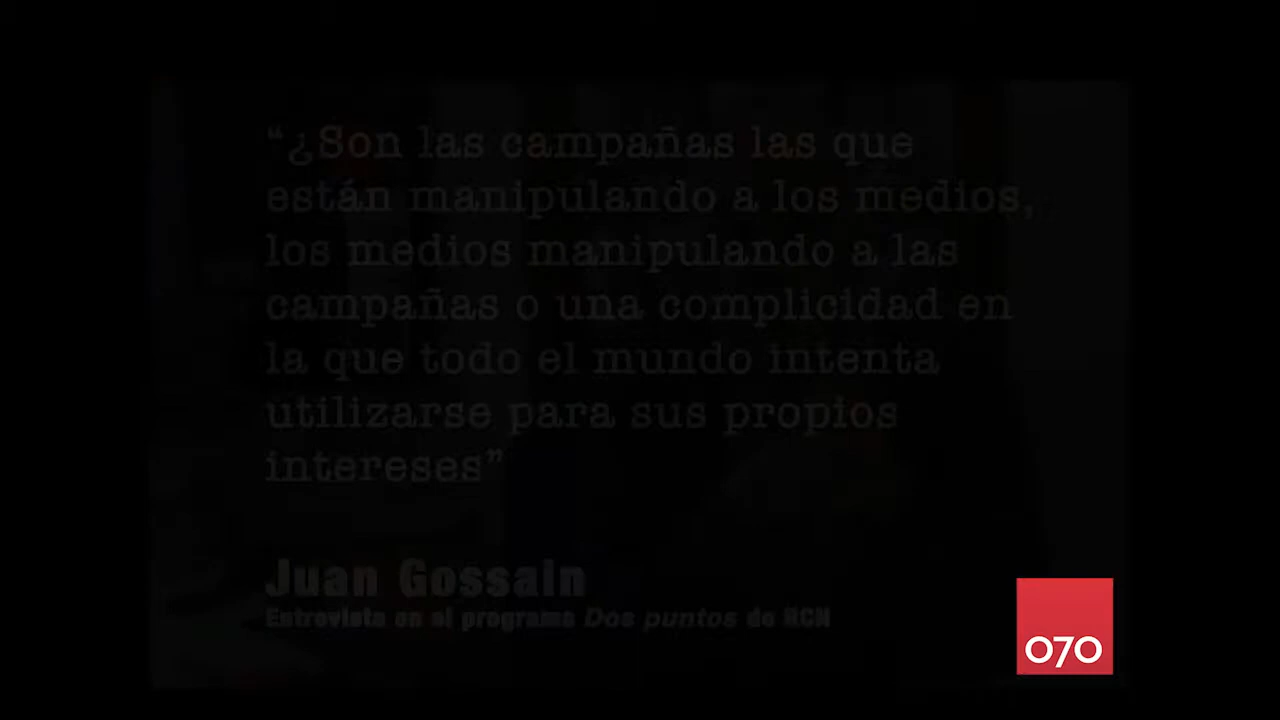 “¿Son las campañas las que
están manipulando a los medios,
los medios manipulando a las
campañas o una complicidad en
la que todo el mundo intenta
utilizarse para sus propios
intereses”
Juan Gossain
Entrevista en el programa Dos puntos de RCN
070